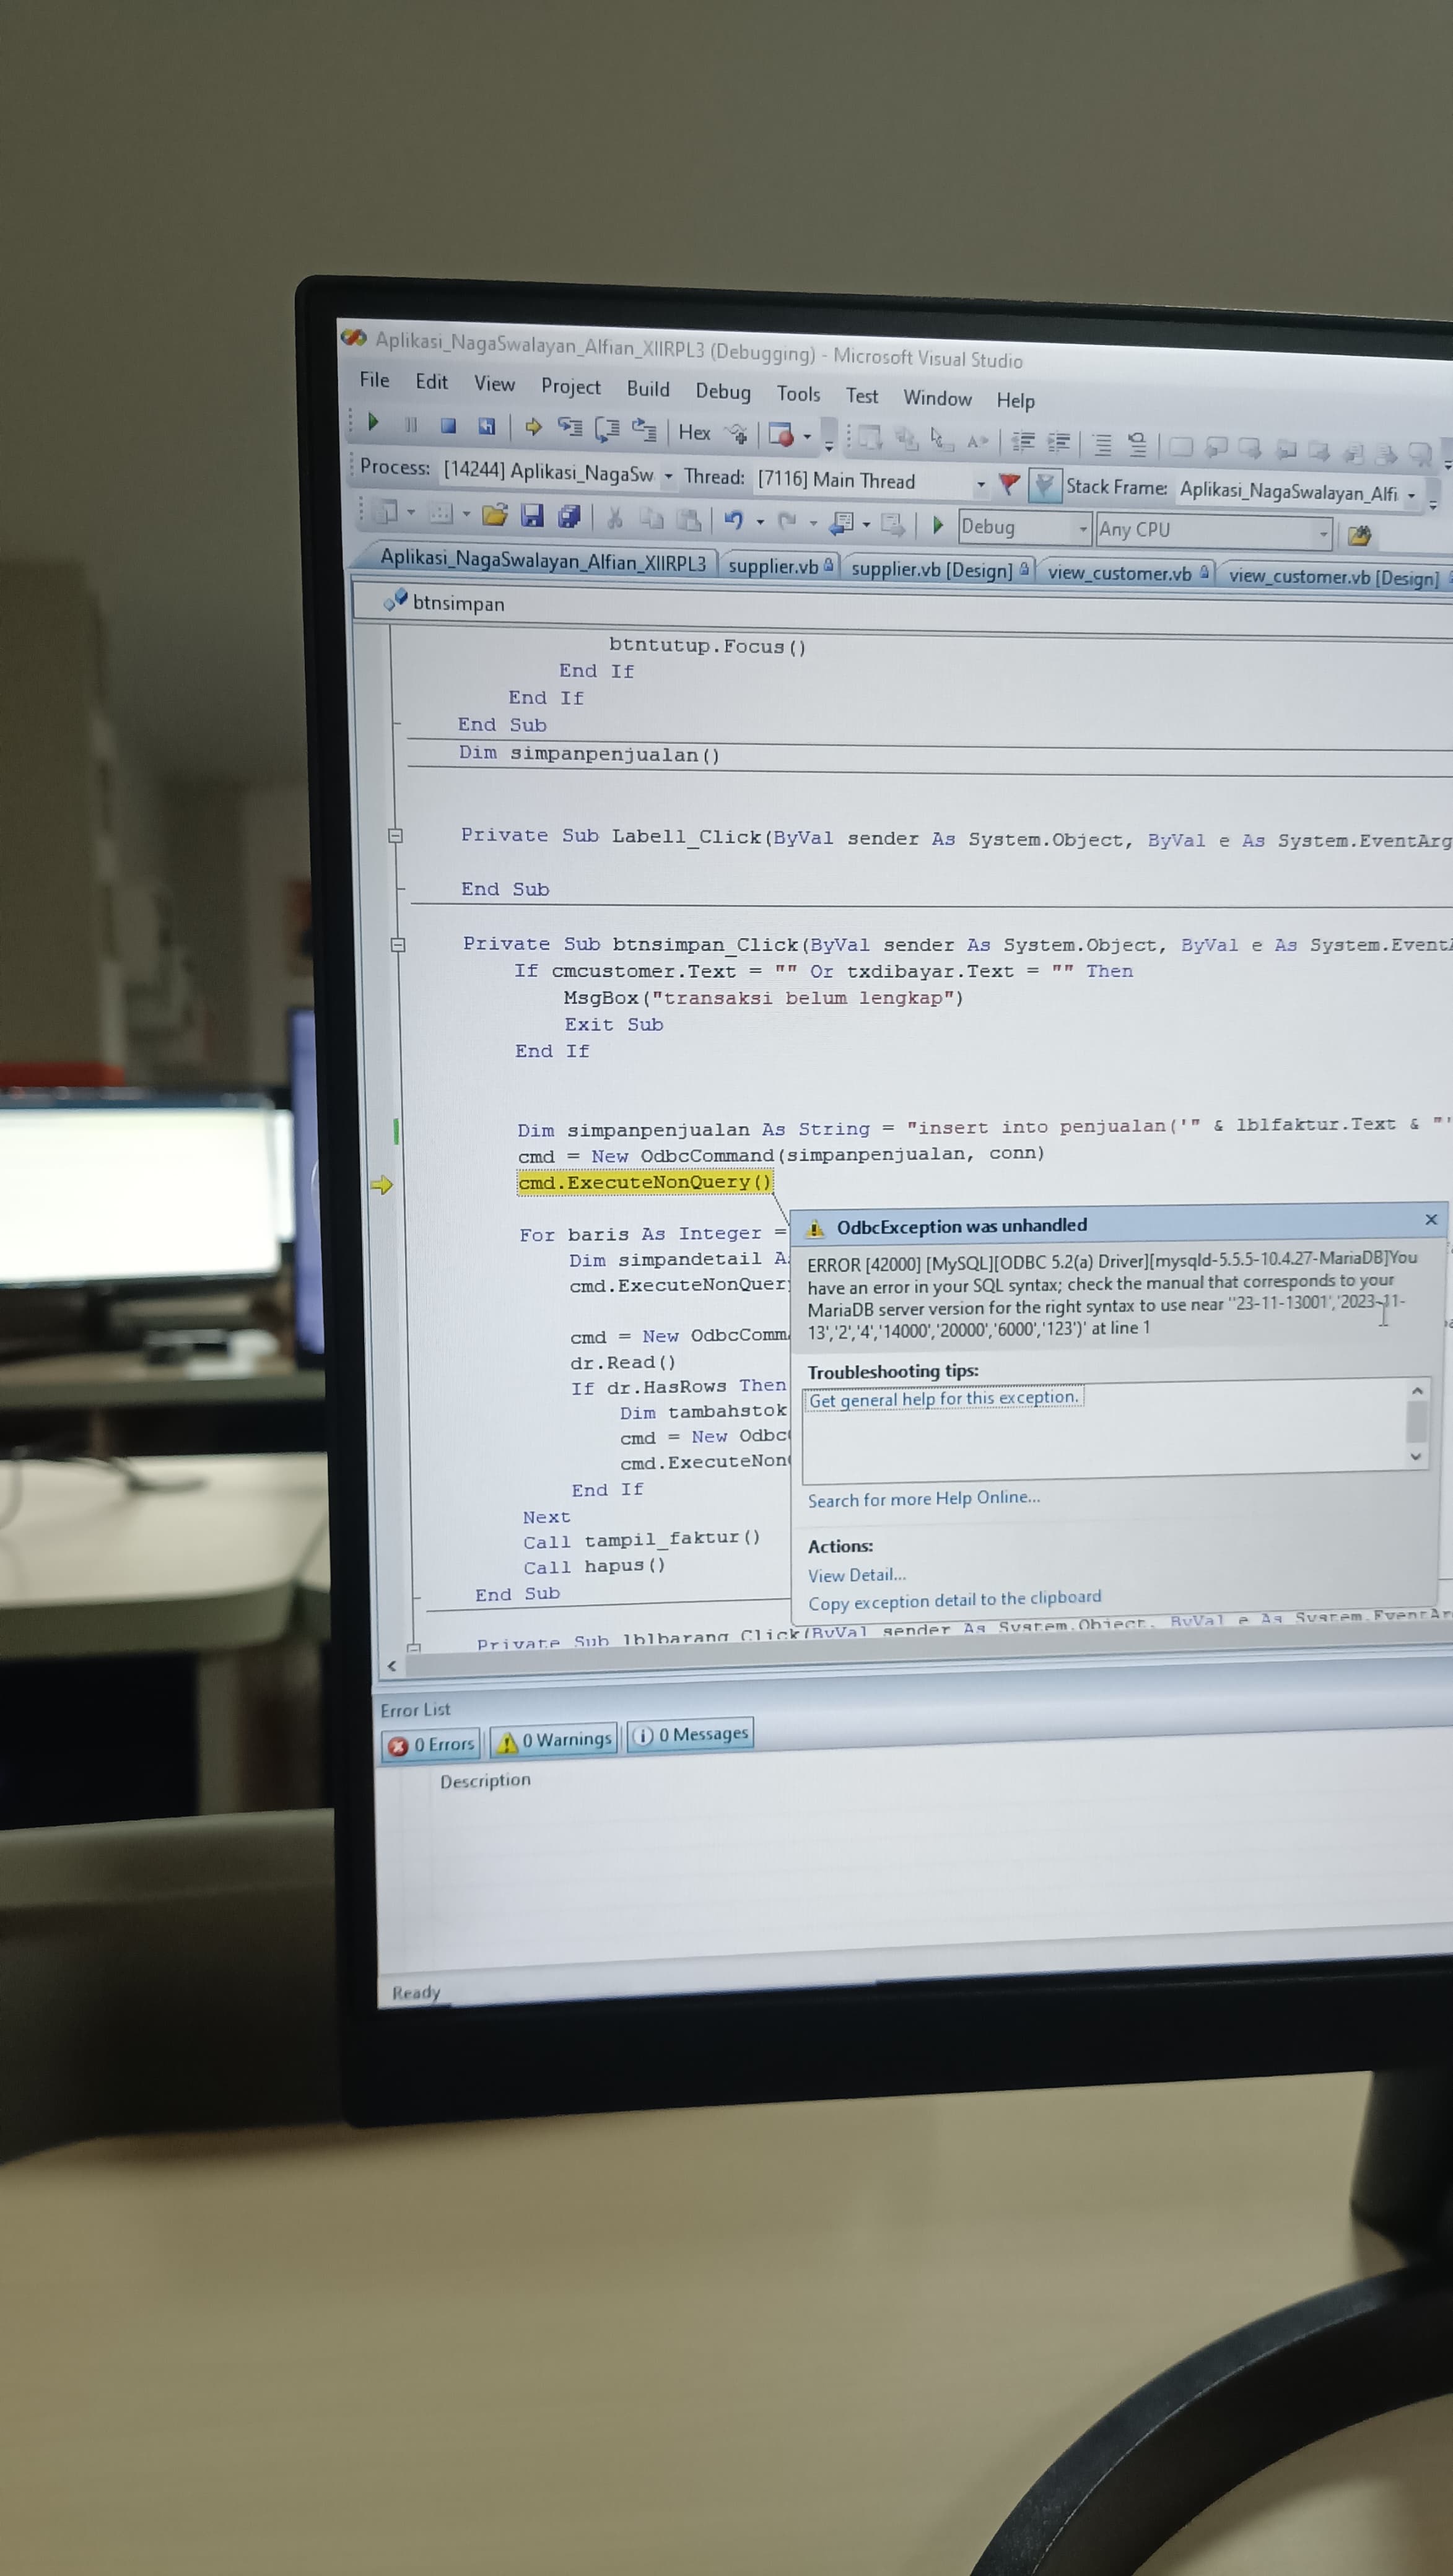 Aplikasi_NagaSwalayan_Alfian_XIIRPL3 (Debugging) - Microsoft Visual Studio
File Edit View Project Build Debug Tools Test Window Help
Hex
Process: [14244] Aplikasi_NagaSw Thread: [7116] Main Thread Stack Frame: Aplikasi_NagaSwalayan_Alfi
Debug Any CPU
Aplikasi_NagaSwalayan_Alfian_XIIRPL3 supplier.vb supplier.vb [Design] view_customer.vb view_customer.vb [Design]
btnsimpan
btntutup.Focus()
End If
End If
End Sub
Dim simpanpenjualan()
Private Sub Label1_Click(ByVal sender As System.Object, ByVal e As System.EventArg
End Sub
Private Sub btnsimpan_Click(ByVal sender As System.Object, ByVal e As System.Event
If cmcustomer.Text = "" Or txdibayar.Text = "" Then
MsgBox("transaksi belum lengkap")
Exit Sub
End If
Dim simpanpenjualan As String = "insert into penjualan('" & lblfaktur.Text & "'
cmd = New OdbcCommand(simpanpenjualan, conn)
cmd.ExecuteNonQuery()
For baris As Integer =
Dim simpandetail A
cmd.ExecuteNonQuer
cmd = New OdbcComm
dr.Read()
If dr.HasRows Then
Dim tambahstok
cmd = New Odbc
cmd.ExecuteNon
End If
Next
Call tampil_faktur()
Call hapus()
End Sub
Private Sub lblbarang_Click(ByVal sender As System.Object, ByVal e As System.EventAr
OdbcException was unhandled
ERROR [42000] [MySQL][ODBC 5.2(a) Driver][mysqld-5.5.5-10.4.27-MariaDB]You
have an error in your SQL syntax; check the manual that corresponds to your
MariaDB server version for the right syntax to use near ''23-11-13001','2023-11-
13','2','4','14000','20000','6000','123')' at line 1
Troubleshooting tips:
Get general help for this exception.
Search for more Help Online...
Actions:
View Detail...
Copy exception detail to the clipboard
Error List
0 Errors 0 Warnings 0 Messages
Description
Ready